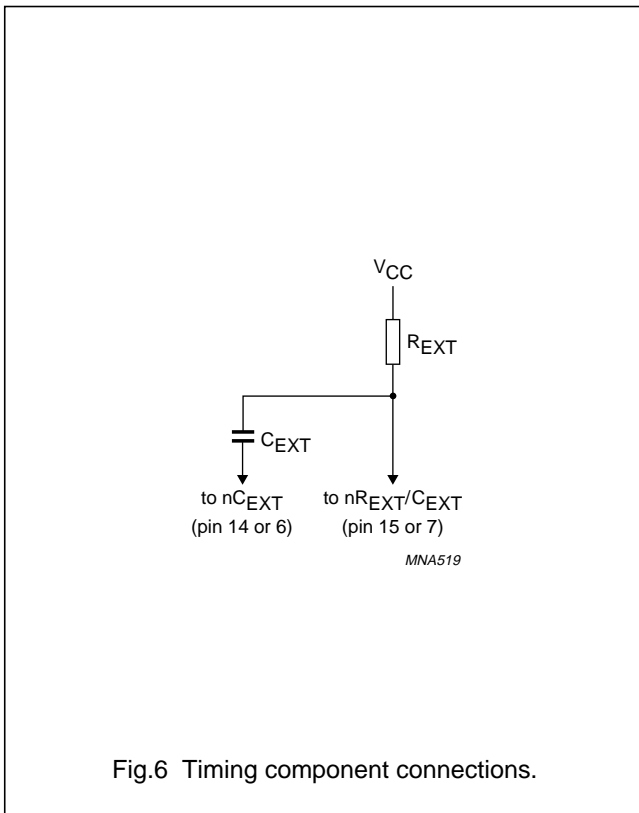 VCC
REXT
CEXT
to nCEXT
(pin 14 or 6)
to nREXT/CEXT
(pin 15 or 7)
MNA519
Fig.6 Timing component connections.